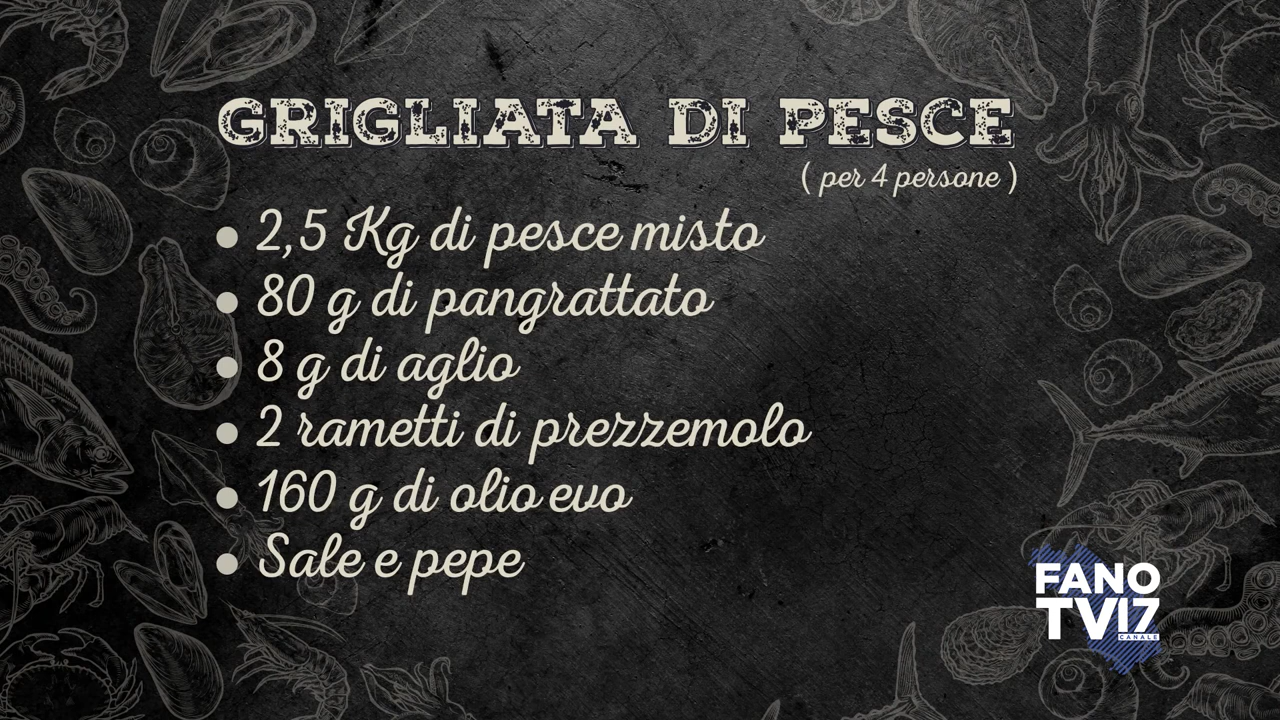 GRIGLIATA DI PESCE
( per 4 persone )
• 2,5 Kg di pesce misto
• 80 g di pangrattato
• 8 g di aglio
• 2 rametti di prezzemolo
• 160 g di olio evo
• Sale e pepe
FANO
TV17
CANALE